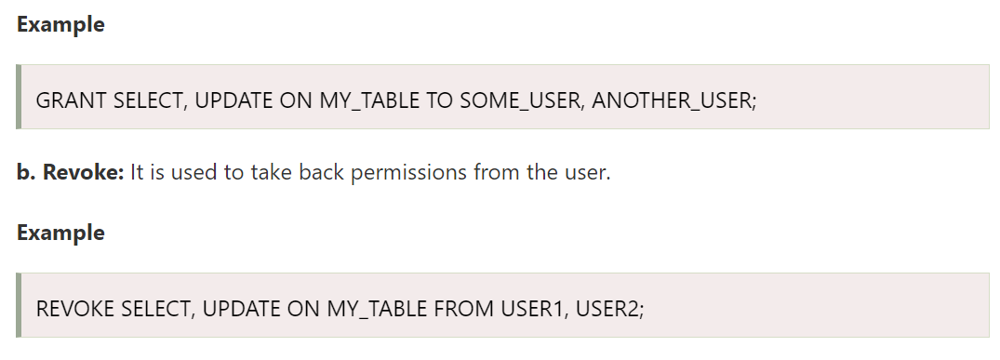 Example
GRANT SELECT, UPDATE ON MY_TABLE TO SOME_USER, ANOTHER_USER;
b. Revoke: It is used to take back permissions from the user.
Example
REVOKE SELECT, UPDATE ON MY_TABLE FROM USER1, USER2;